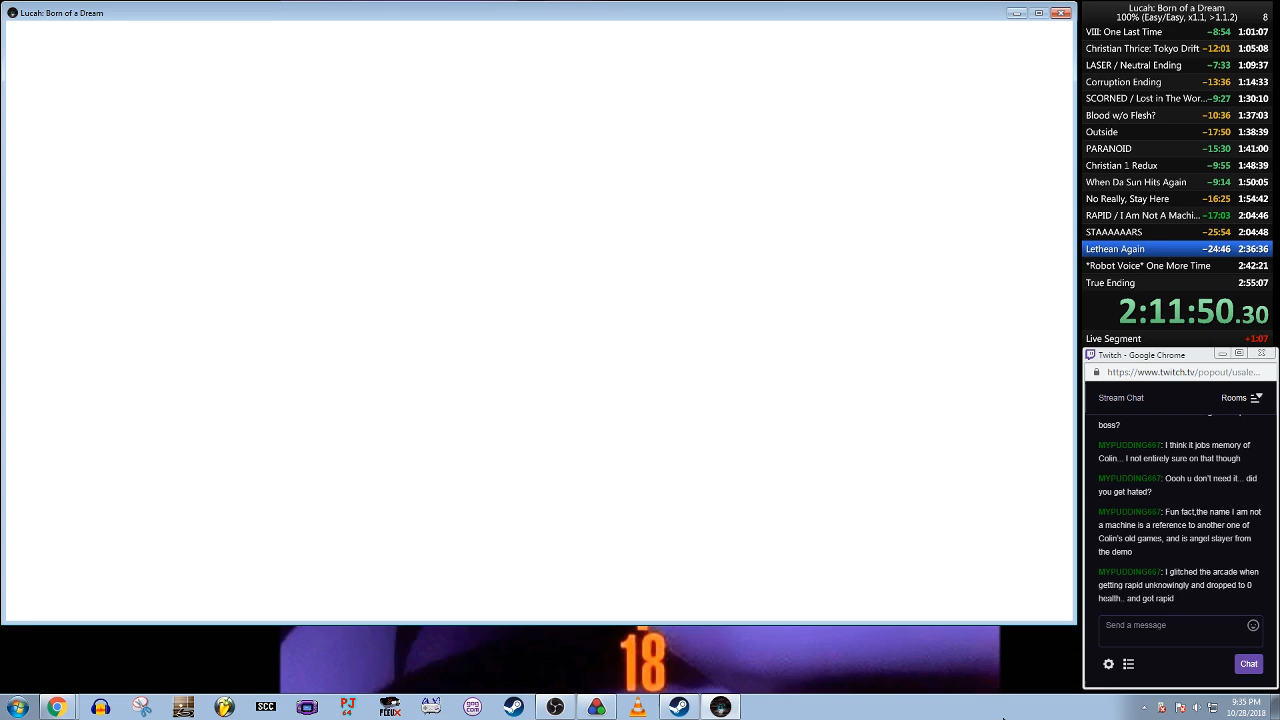 Lucah: Born of a Dream
Lucah: Born of a Dream
100% (Easy/Easy, x1.1, >1.1.2) 8
VIII: One Last Time −8:54 1:01:07
Christian Thrice: Tokyo Drift −12:01 1:05:08
LASER / Neutral Ending −7:33 1:09:37
Corruption Ending −13:36 1:14:33
SCORNED / Lost in The Wor... −9:27 1:30:10
Blood w/o Flesh? −10:36 1:37:03
Outside −17:50 1:38:39
PARANOID −15:30 1:41:00
Christian 1 Redux −9:55 1:48:39
When Da Sun Hits Again −9:14 1:50:05
No Really, Stay Here −16:25 1:54:42
RAPID / I Am Not A Machi... −17:03 2:04:46
STAAAAAARS −25:54 2:04:48
Lethean Again −24:46 2:36:36
*Robot Voice* One More Time 2:42:21
True Ending 2:55:07
2:11:50.30
Live Segment +1:07
Twitch - Google Chrome
https://www.twitch.tv/popout/usale...
Stream Chat Rooms
boss?
MYPUDDING667: I think it jobs memory of
Colin... I not entirely sure on that though
MYPUDDING667: Oooh u don't need it... did
you get hated?
MYPUDDING667: Fun fact,the name I am not
a machine is a reference to another one of
Colin's old games, and is angel slayer from
the demo
MYPUDDING667: I glitched the arcade when
getting rapid unknowingly and dropped to 0
health.. and got rapid
Send a message
Chat
18
SCC
PJ
64
9:35 PM
10/28/2018